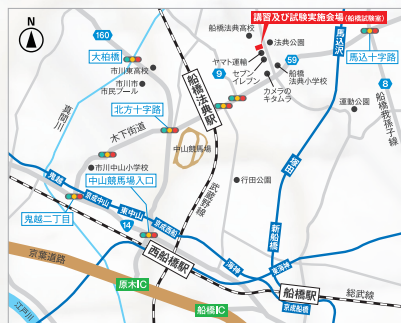 講習及び試験実施会場（船橋試験室）
船橋法典高校
法典公園
160
大柏橋
市川東高校
ヤマト運輸
馬込沢
馬込十字路
セブン
イレブン
59
9
船橋
法典小学校
カメラの
キタムラ
市川市
市民プール
船橋法典駅
8
北方十字路
運動公園
真間川
木下街道
船橋我孫子線
中山競馬場
塚田
市川中山小学校
行田公園
中山競馬場入口
武蔵野線
鬼越
京成中山
東中山
鬼越二丁目
14
京成西船
新船橋
西船橋駅
京葉道路
海神
東海神
原木IC
総武線
船橋駅
江戸川
船橋IC
京成船橋
N